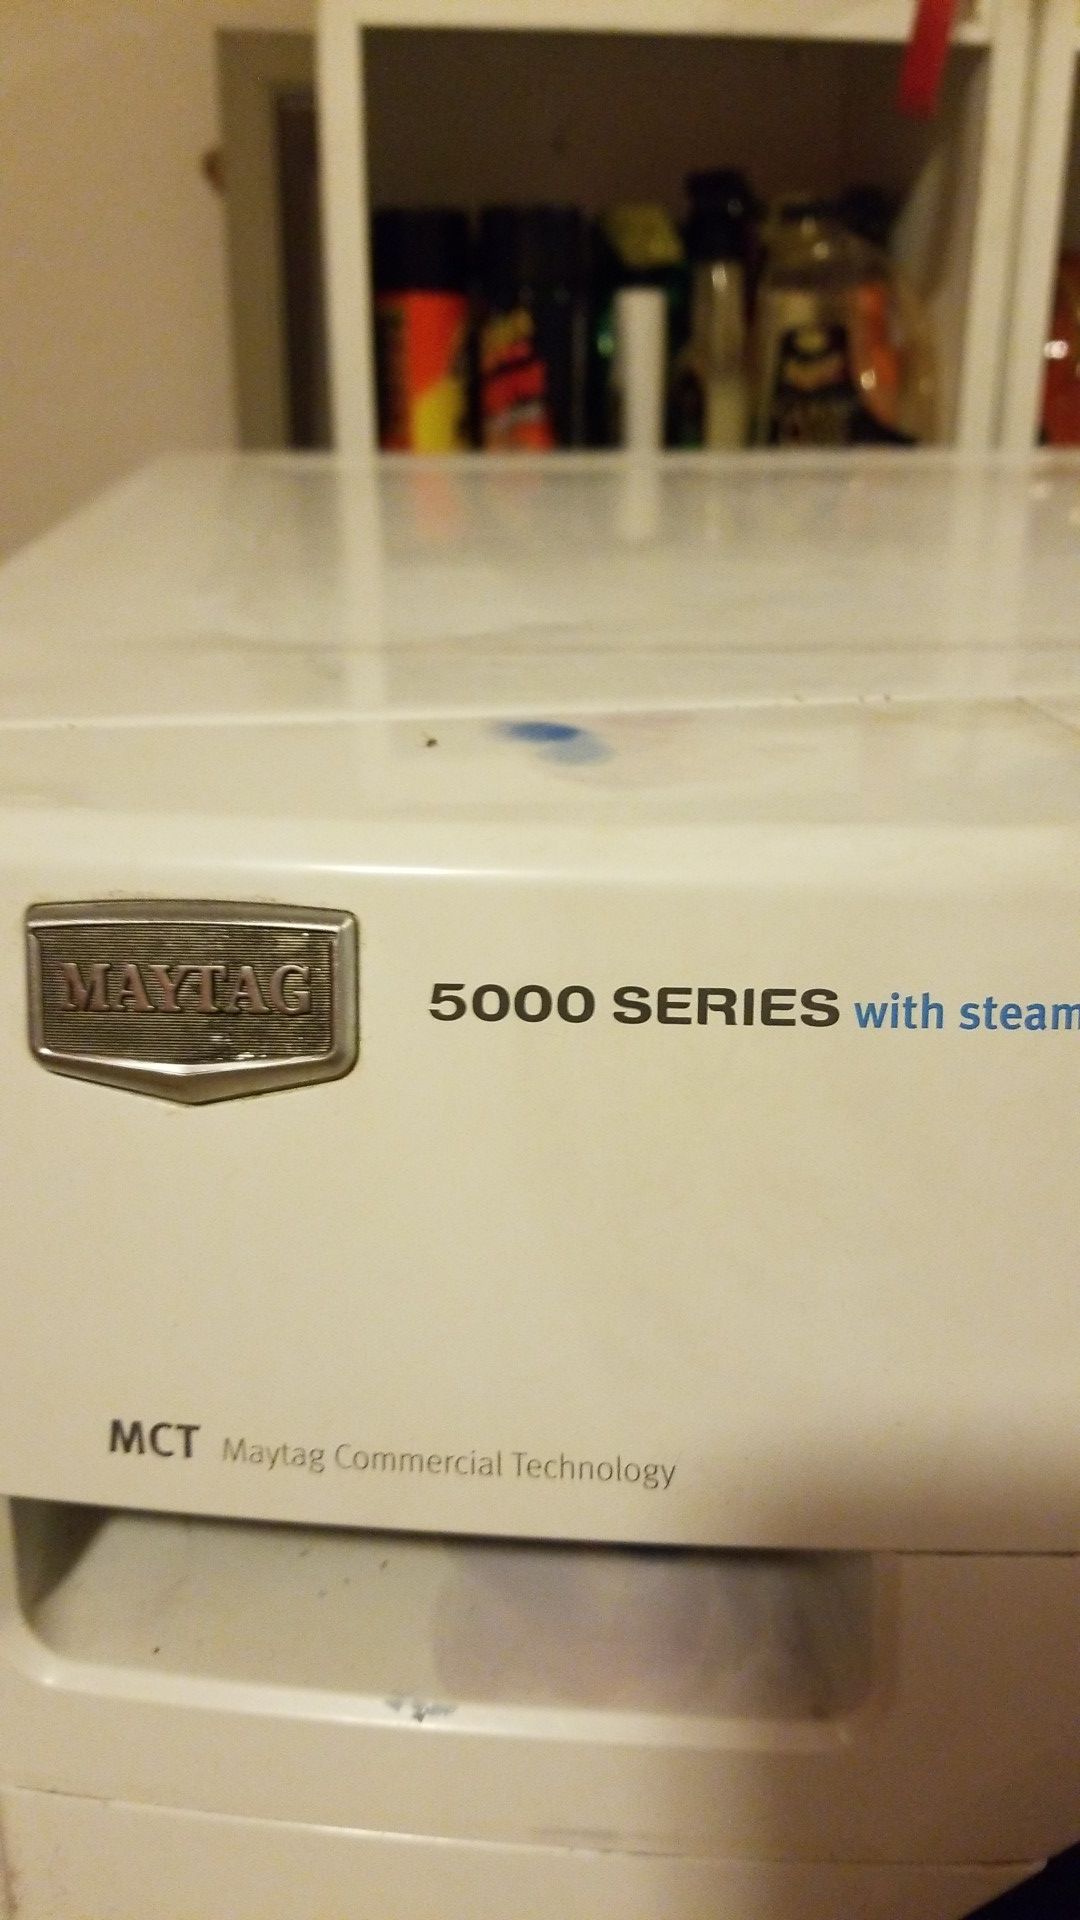 MAYTAG
5000 SERIES with steam
MCT Maytag Commercial Technology